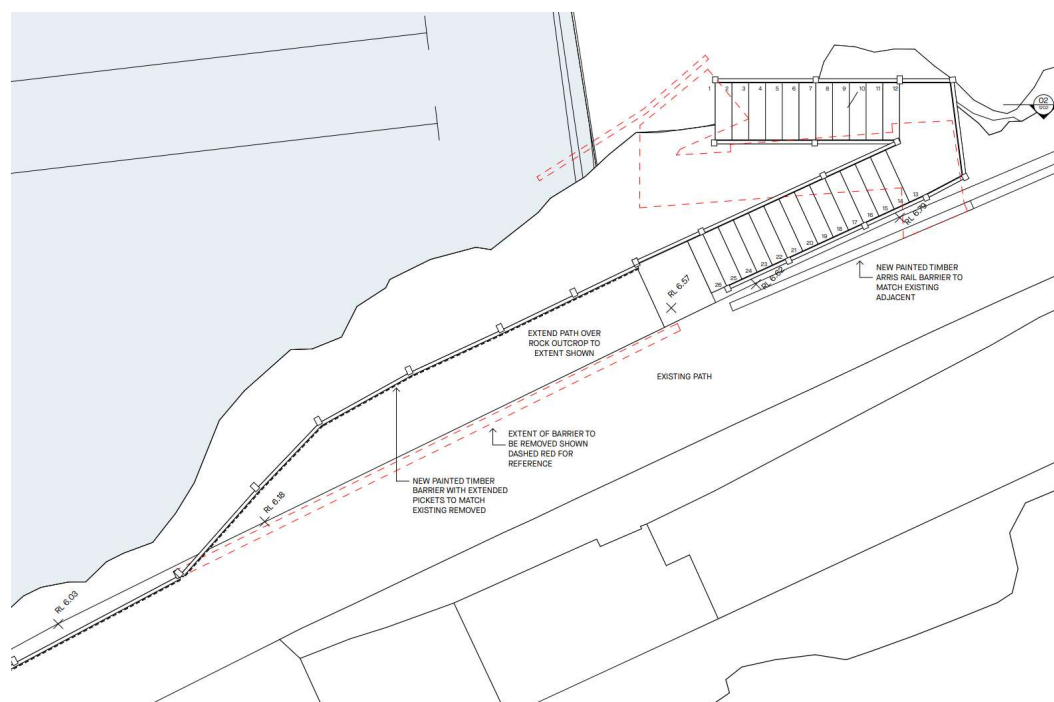 1 2 3 4 5 6 7 8 9 10 11 12
02
13
14
15
16
17
18
19
20
21
22
23
24
25
26
RL 6.79
RL 6.62
RL 6.57
NEW PAINTED TIMBER
ARRIS RAIL BARRIER TO
MATCH EXISTING
ADJACENT
EXTEND PATH OVER
ROCK OUTCROP TO
EXTENT SHOWN
EXISTING PATH
EXTENT OF BARRIER TO
BE REMOVED SHOWN
DASHED RED FOR
REFERENCE
NEW PAINTED TIMBER
BARRIER WITH EXTENDED
PICKETS TO MATCH
EXISTING REMOVED
RL 6.18
RL 6.03